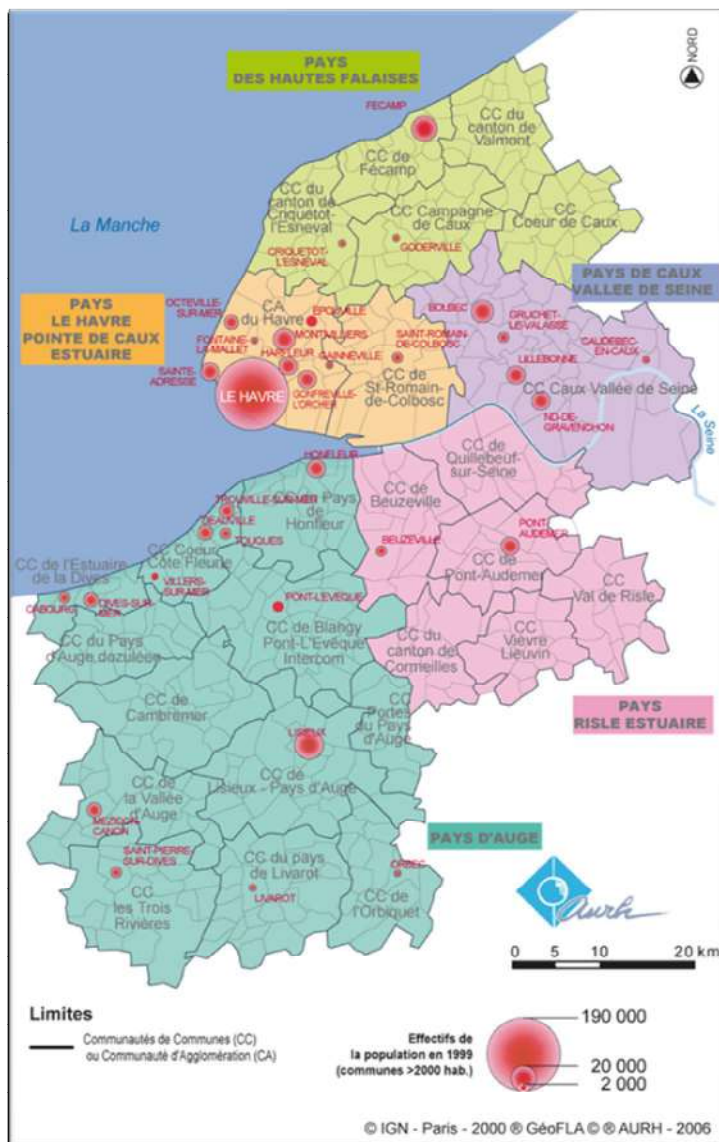 PAYS
DES HAUTES FALAISES
NORD
FECAMP
CC du
canton de
Valmont
CC de
Fécamp
CC du
canton de
Criquetot-
l'Esneval
CC Campagne
de Caux
CC
Coeur de Caux
La Manche
CRIQUETOT-
L'ESNEVAL
GODERVILLE
PAYS DE CAUX
VALLEE DE SEINE
PAYS
LE HAVRE
POINTE DE CAUX
ESTUAIRE
OCTEVILLE-
SUR-MER
CA
du Havre
EPOUVILLE
BOLBEC
GRUCHET-
LE-VALASSE
FONTAINE-
LA-MALLET
MONTIVILLIERS
SAINT-ROMAIN-
DE-COLBOSC
CAUDEBEC-
EN-CAUX
HARFLEUR
GAINNEVILLE
LILLEBONNE
SAINTE-
ADRESSE
CC de
St-Romain-
de-Colbosc
CC Caux Vallée de Seine
LE HAVRE
GONFREVILLE-
L'ORCHER
ND-DE-
GRAVENCHON
La Seine
HONFLEUR
CC de
Quillebeuf-
sur-Seine
CC de
Beuzeville
TROUVILLE-SUR-MER
CC Pays
de
Honfleur
DEAUVILLE
TOUQUES
PONT-
AUDEMER
BEUZEVILLE
CC de l'Estuaire
de la Dives
CC Coeur
Côte Fleurie
CC de
Pont-Audemer
VILLERS-
SUR-MER
CC
Val de Risle
CABOURG
DIVES-SUR-
MER
PONT-L'EVEQUE
CC du Pays
d'Auge dozuléen
CC de Blangy
Pont-L'Evêque
Intercom
CC du
canton de
Cormeilles
CC
Vièvre
Lieuvin
CC de
Cambremer
CC
Portes du
Pays
d'Auge
PAYS
RISLE ESTUAIRE
LISIEUX
CC de
Lisieux - Pays d'Auge
CC de
la Vallée
d'Auge
MEZIDON-
CANON
PAYS D'AUGE
SAINT-PIERRE-
SUR-DIVES
CC du pays
de Livarot
ORBEC
CC
les Trois
Rivières
LIVAROT
CC de
l'Orbiquet
aurh
0 5 10 20 km
Limites
Communautés de Communes (CC)
ou Communauté d'Agglomération (CA)
Effectifs de
la population en 1999
(communes >2000 hab.)
190 000
20 000
2 000
© IGN - Paris - 2000 ® GéoFLA © ® AURH - 2006